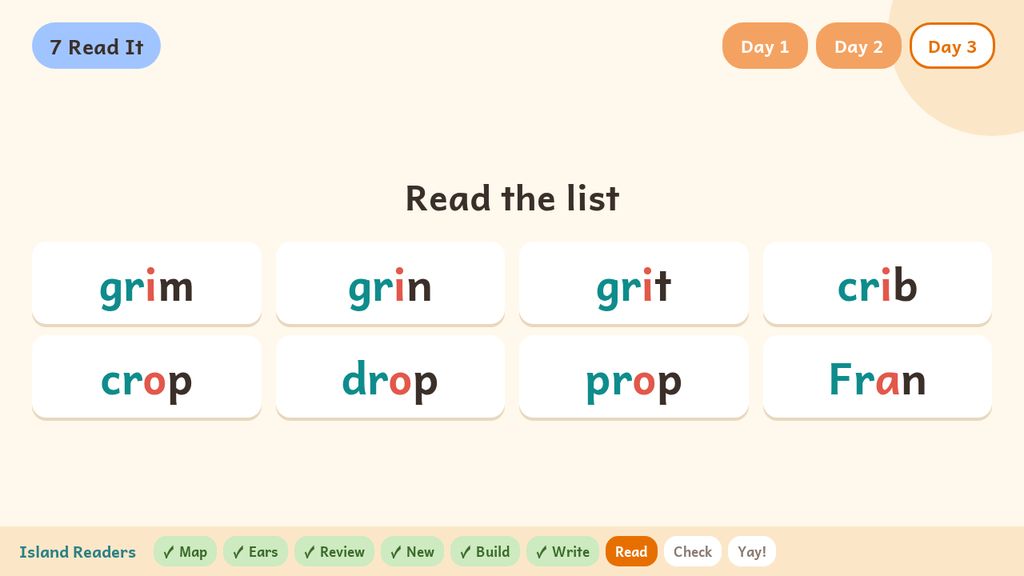 7 Read It
Day 1 Day 2 Day 3
Read the list
grim grin grit crib
crop drop prop Fran
Island Readers ✓ Map ✓ Ears ✓ Review ✓ New ✓ Build ✓ Write Read Check Yay!